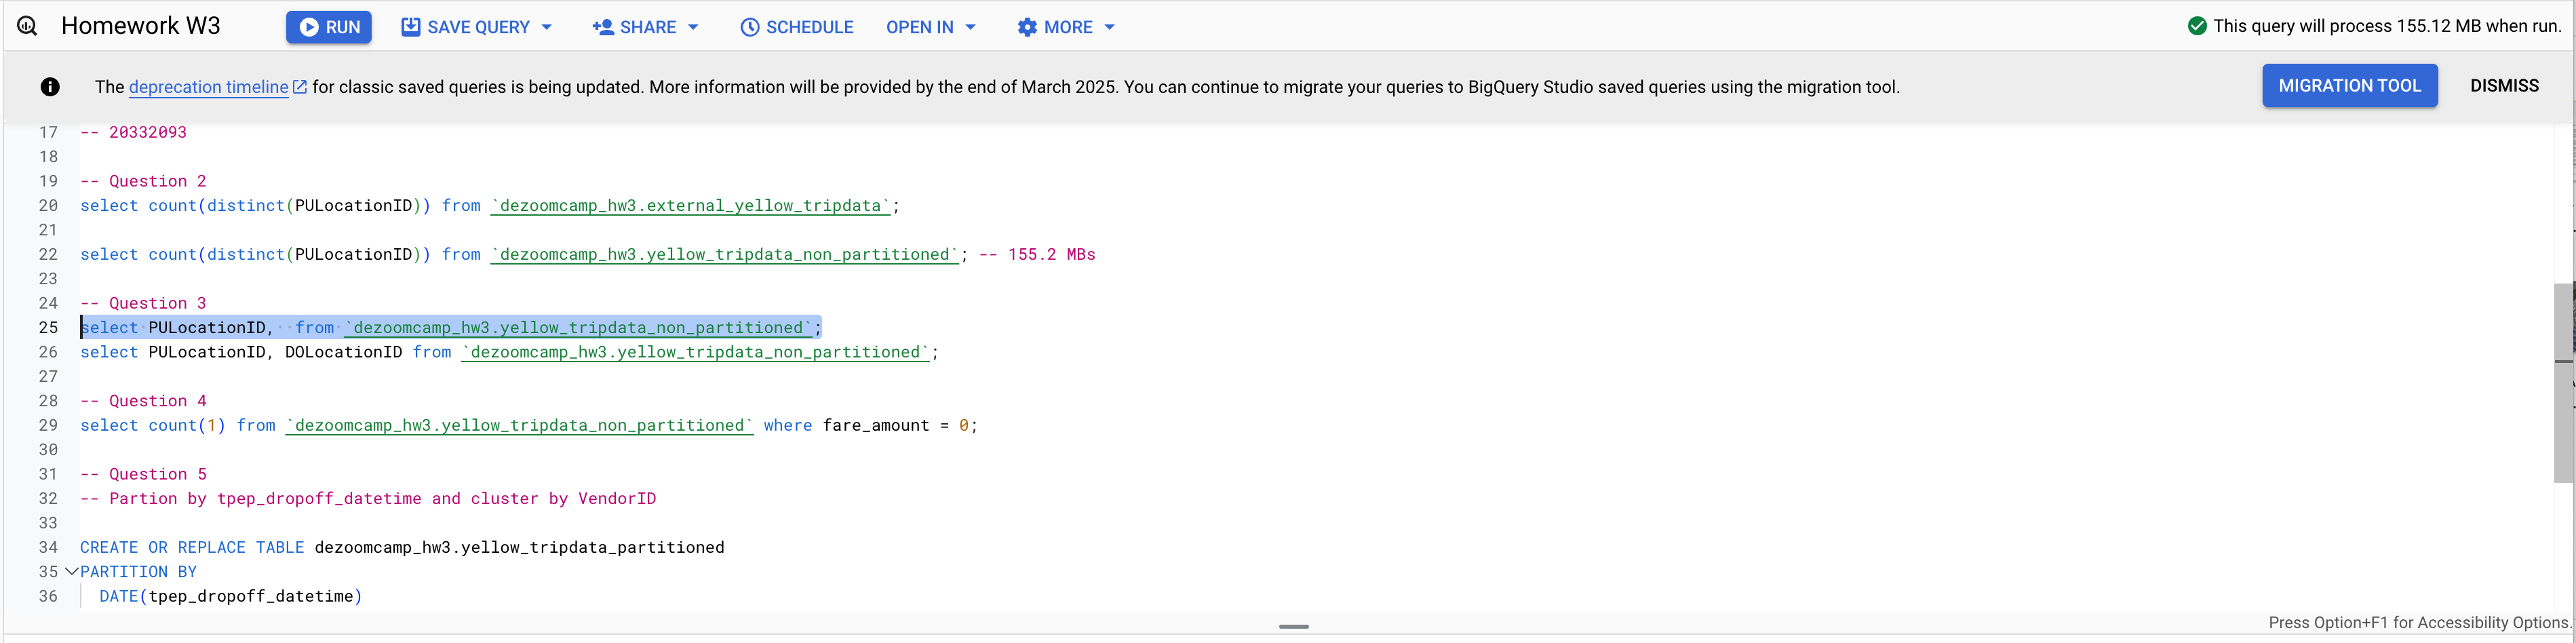 Homework W3 RUN SAVE QUERY SHARE SCHEDULE OPEN IN MORE This query will process 155.12 MB when run.
The deprecation timeline for classic saved queries is being updated. More information will be provided by the end of March 2025. You can continue to migrate your queries to BigQuery Studio saved queries using the migration tool. MIGRATION TOOL DISMISS
17 -- 20332093
18
19 -- Question 2
20 select count(distinct(PULocationID)) from `dezoomcamp_hw3.external_yellow_tripdata`;
21
22 select count(distinct(PULocationID)) from `dezoomcamp_hw3.yellow_tripdata_non_partitioned`; -- 155.2 MBs
23
24 -- Question 3
25 select PULocationID,  from `dezoomcamp_hw3.yellow_tripdata_non_partitioned`;
26 select PULocationID, DOLocationID from `dezoomcamp_hw3.yellow_tripdata_non_partitioned`;
27
28 -- Question 4
29 select count(1) from `dezoomcamp_hw3.yellow_tripdata_non_partitioned` where fare_amount = 0;
30
31 -- Question 5
32 -- Partion by tpep_dropoff_datetime and cluster by VendorID
33
34 CREATE OR REPLACE TABLE dezoomcamp_hw3.yellow_tripdata_partitioned
35 PARTITION BY
36 DATE(tpep_dropoff_datetime)
Press Option+F1 for Accessibility Options.